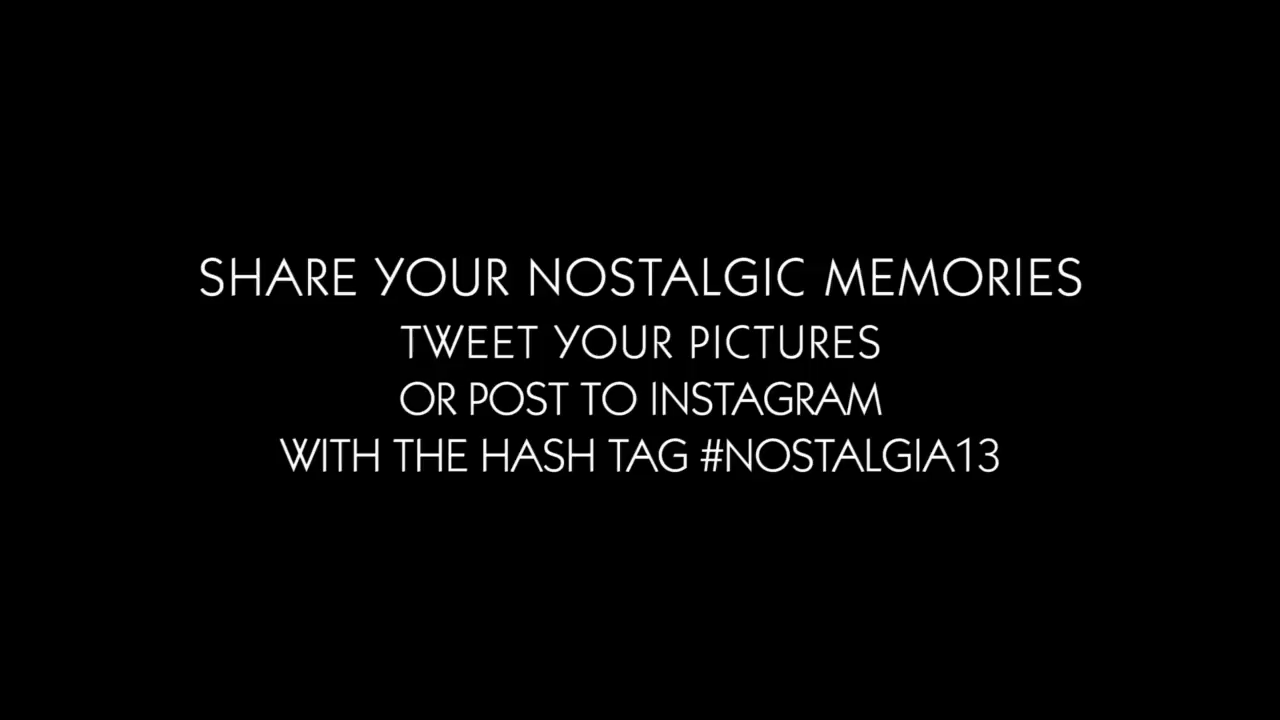 SHARE YOUR NOSTALGIC MEMORIES
TWEET YOUR PICTURES
OR POST TO INSTAGRAM
WITH THE HASH TAG #NOSTALGIA13